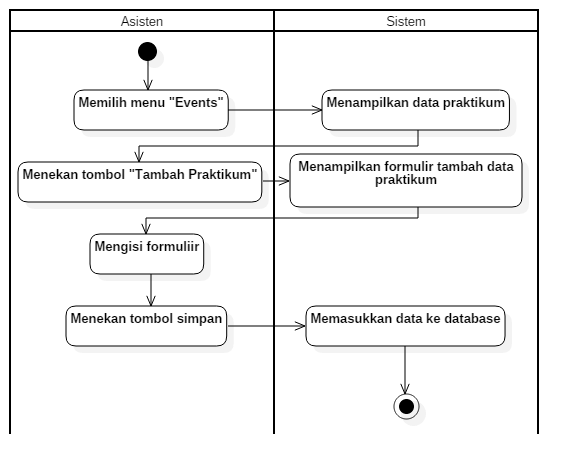 Asisten
Sistem
Memilih menu "Events"
Menampilkan data praktikum
Menekan tombol "Tambah Praktikum"
Menampilkan formulir tambah data
praktikum
Mengisi formuliir
Menekan tombol simpan
Memasukkan data ke database